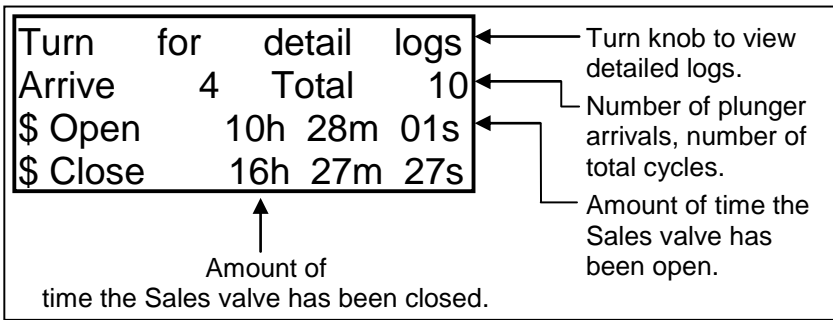 Turn for detail logs
Arrive 4 Total 10
$ Open 10h 28m 01s
$ Close 16h 27m 27s
Turn knob to view
detailed logs.
Number of plunger
arrivals, number of
total cycles.
Amount of time the
Sales valve has
been open.
Amount of
time the Sales valve has been closed.